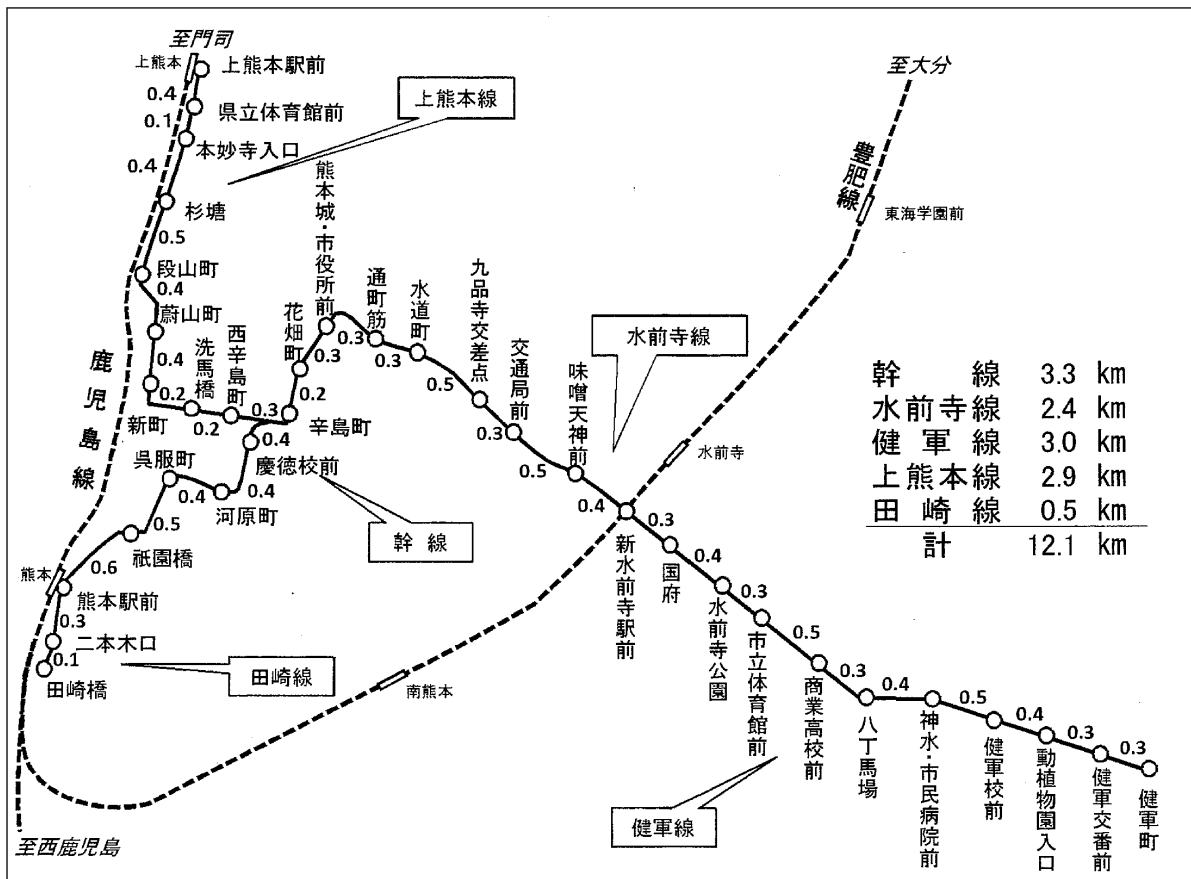 至門司
上熊本
上熊本駅前
0.4
県立体育館前
0.1
本妙寺入口
0.4
杉塘
0.5
段山町
0.4
蔚山町
0.4
新町
0.2
洗馬橋
0.2
西辛島町
0.3
辛島町
上熊本線
鹿児島線
熊本城・市役所前
花畑町
0.2
0.3
0.3
通町筋
0.3
水道町
0.5
九品寺交差点
0.3
交通局前
0.5
味噌天神前
0.4
新水前寺駅前
水前寺線
0.4
慶徳校前
0.4
河原町
0.4
呉服町
0.5
祇園橋
0.6
熊本
熊本駅前
0.3
二本木口
0.1
田崎橋
幹線
田崎線
至西鹿児島
至大分
豊肥線
東海学園前
水前寺
南熊本
0.3
国府
0.4
水前寺公園
0.3
市立体育館前
0.5
商業高校前
0.3
八丁馬場
0.4
神水・市民病院前
0.5
健軍校前
0.4
動植物園入口
0.3
健軍交番前
0.3
健軍町
健軍線
幹線 3.3 km
水前寺線 2.4 km
健軍線 3.0 km
上熊本線 2.9 km
田崎線 0.5 km
計 12.1 km